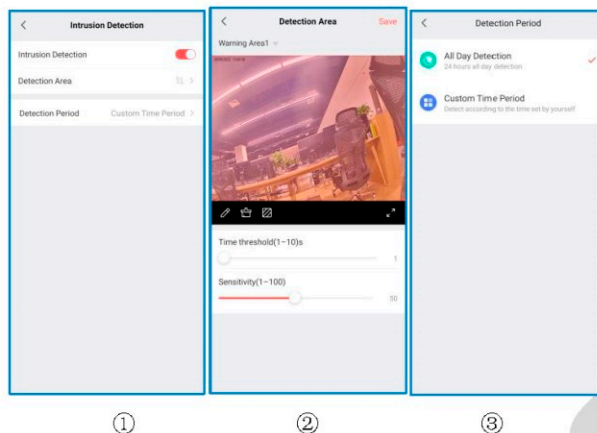 Intrusion Detection
Intrusion Detection
Detection Area
Detection Period Custom Time Period
Detection Area Save
Warning Area1
Time threshold(1-10)s
1
Sensitivity(1-100)
50
Detection Period
All Day Detection
24 hours all day detection
Custom Time Period
Detect according to the time set by yourself
① ② ③